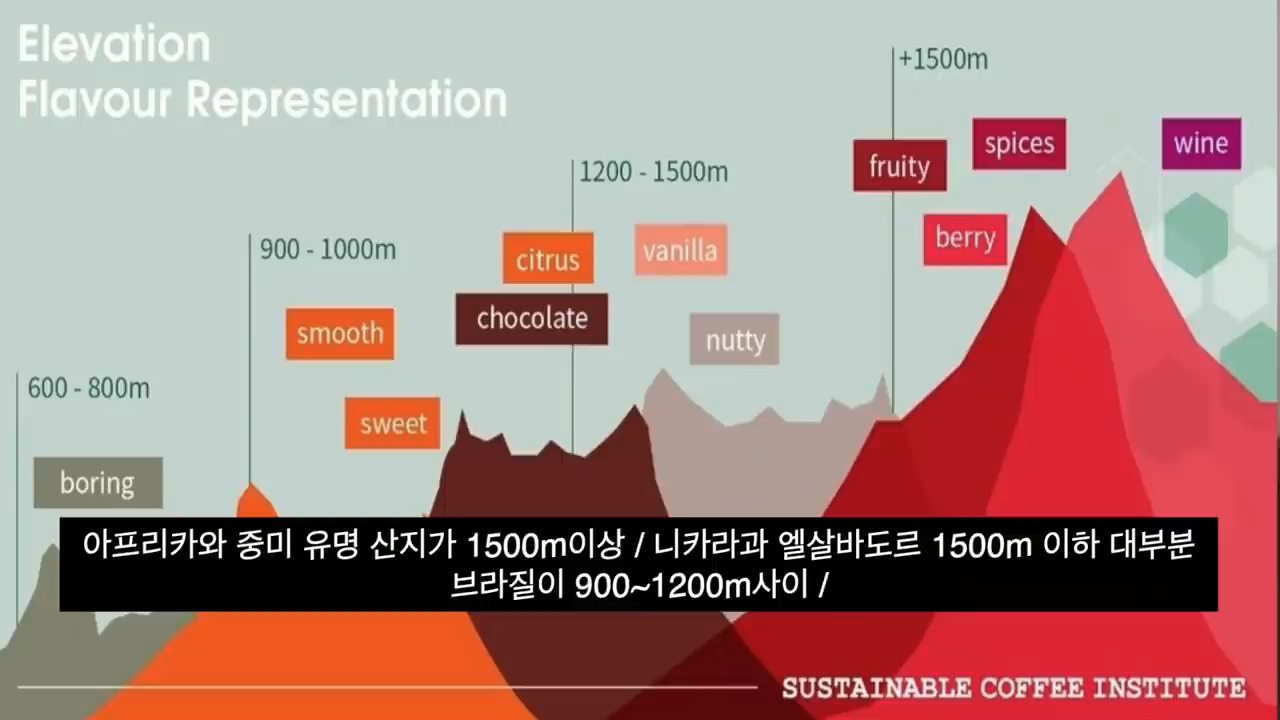 Elevation
Flavour Representation
+1500m
spices
wine
fruity
1200 - 1500m
berry
vanilla
citrus
900 - 1000m
chocolate
smooth
nutty
600 - 800m
sweet
boring
아프리카와 중미 유명 산지가 1500m이상 / 니카라과 엘살바도르 1500m 이하 대부분
브라질이 900~1200m사이 /
SUSTAINABLE COFFEE INSTITUTE